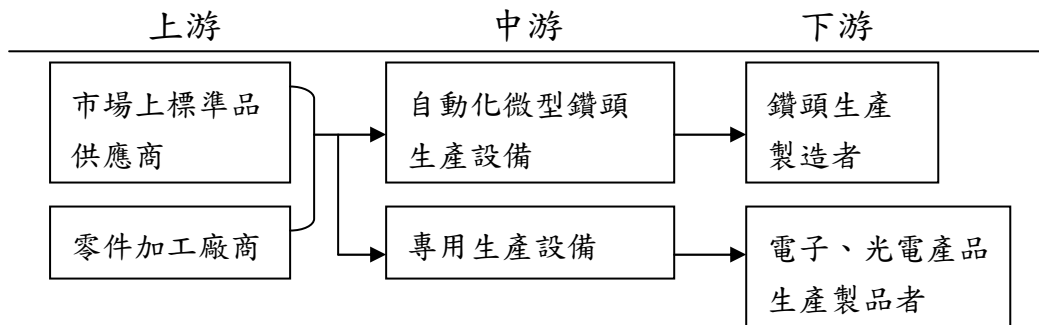 上游
中游
下游
市場上標準品
供應商
自動化微型鑽頭
生產設備
鑽頭生產
製造者
零件加工廠商
專用生產設備
電子、光電產品
生產製品者